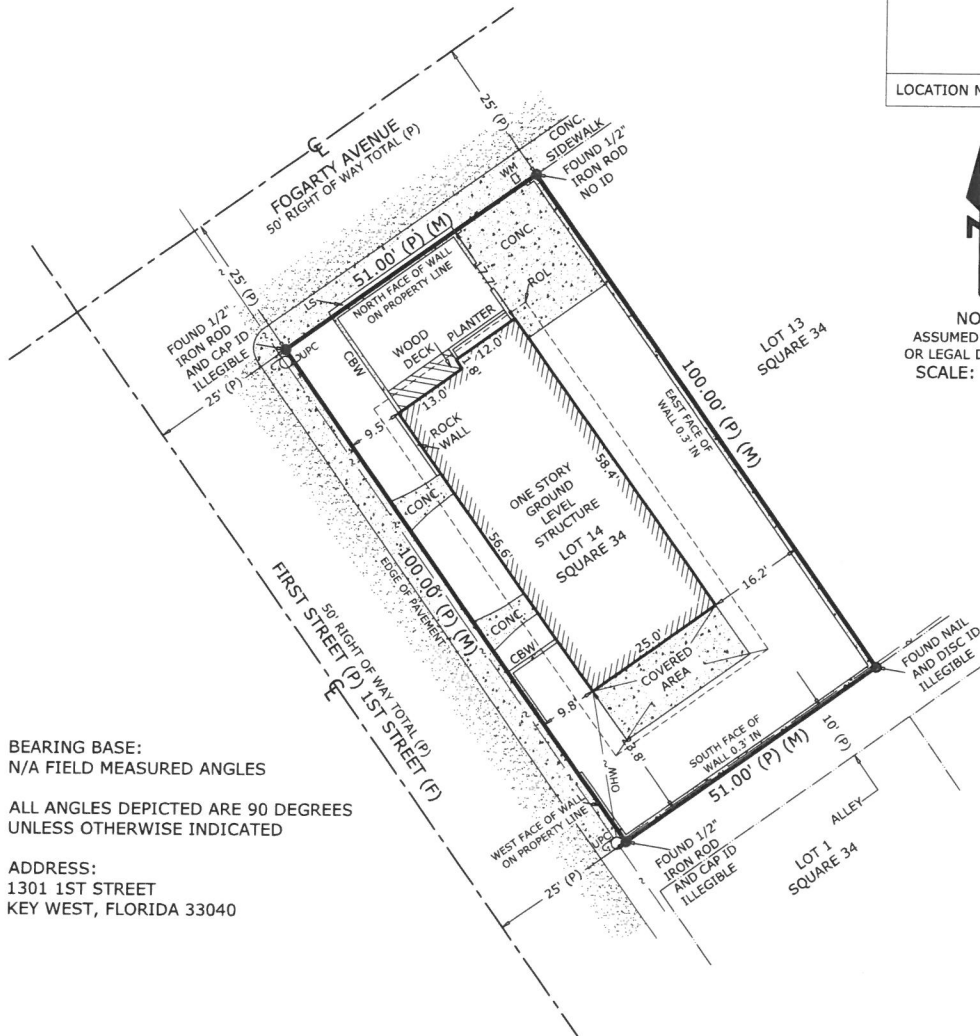 LOCATION
25' (P)
CONC.
SIDEWALK
FOUND 1/2"
IRON ROD
NO ID
WM
℄
FOGARTY AVENUE
50' RIGHT OF WAY TOTAL (P)
25' (P)
51.00' (P) (M)
NORTH FACE OF WALL
ON PROPERTY LINE
LS
FOUND 1/2"
IRON ROD
AND CAP ID
ILLEGIBLE
25' (P)
UPC
CBW
WOOD
DECK
PLANTER
CONC
ROL
17.7'
12.0'
1.8'
13.0'
9.5'
ROCK
WALL
LOT 13
SQUARE 34
ASSUMED
OR LEGAL
SCALE:
100.00' (P) (M)
EAST FACE OF
WALL 0.3' IN
ONE STORY
GROUND
LEVEL
STRUCTURE
LOT 14
SQUARE 34
58.4'
56.6'
CONC
100.00' (P) (M)
EDGE OF PAVEMENT
CONC
CBW
16.2'
25.0'
COVERED
AREA
9.8'
OHW
SOUTH FACE OF
WALL 0.3' IN
51.00' (P) (M)
FOUND NAIL
AND DISC ID
ILLEGIBLE
10' (P)
ALLEY
LOT 1
SQUARE 34
FOUND 1/2"
IRON ROD
AND CAP ID
ILLEGIBLE
WEST FACE OF WALL
ON PROPERTY LINE
UPC
25' (P)
50' RIGHT OF WAY TOTAL (P)
FIRST STREET (P) 1ST STREET (F)
℄
BEARING BASE:
N/A FIELD MEASURED ANGLES
ALL ANGLES DEPICTED ARE 90 DEGREES
UNLESS OTHERWISE INDICATED
ADDRESS:
1301 1ST STREET
KEY WEST, FLORIDA 33040